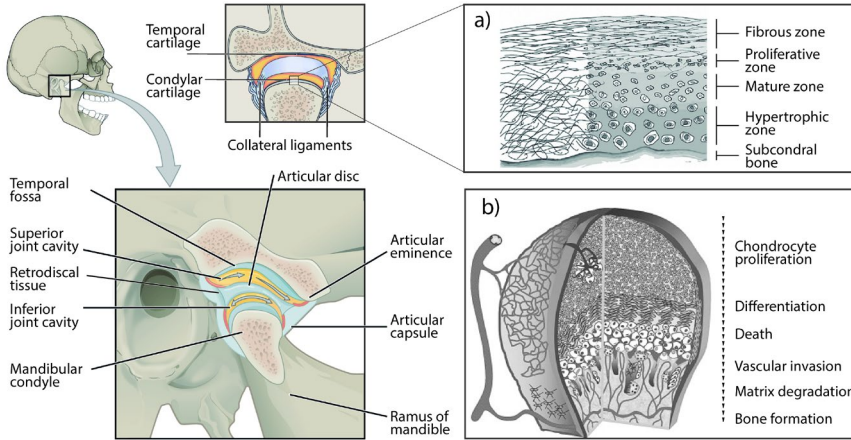 Temporal
cartilage
Condylar
cartilage
Collateral ligaments
a)
Fibrous zone
Proliferative
zone
Mature zone
Hypertrophic
zone
Subcondral
bone
Temporal
fossa
Superior
joint cavity
Retrodiscal
tissue
Inferior
joint cavity
Mandibular
condyle
Articular disc
Articular
eminence
Articular
capsule
Ramus of
mandible
b)
Chondrocyte
proliferation
Differentiation
Death
Vascular invasion
Matrix degradation
Bone formation